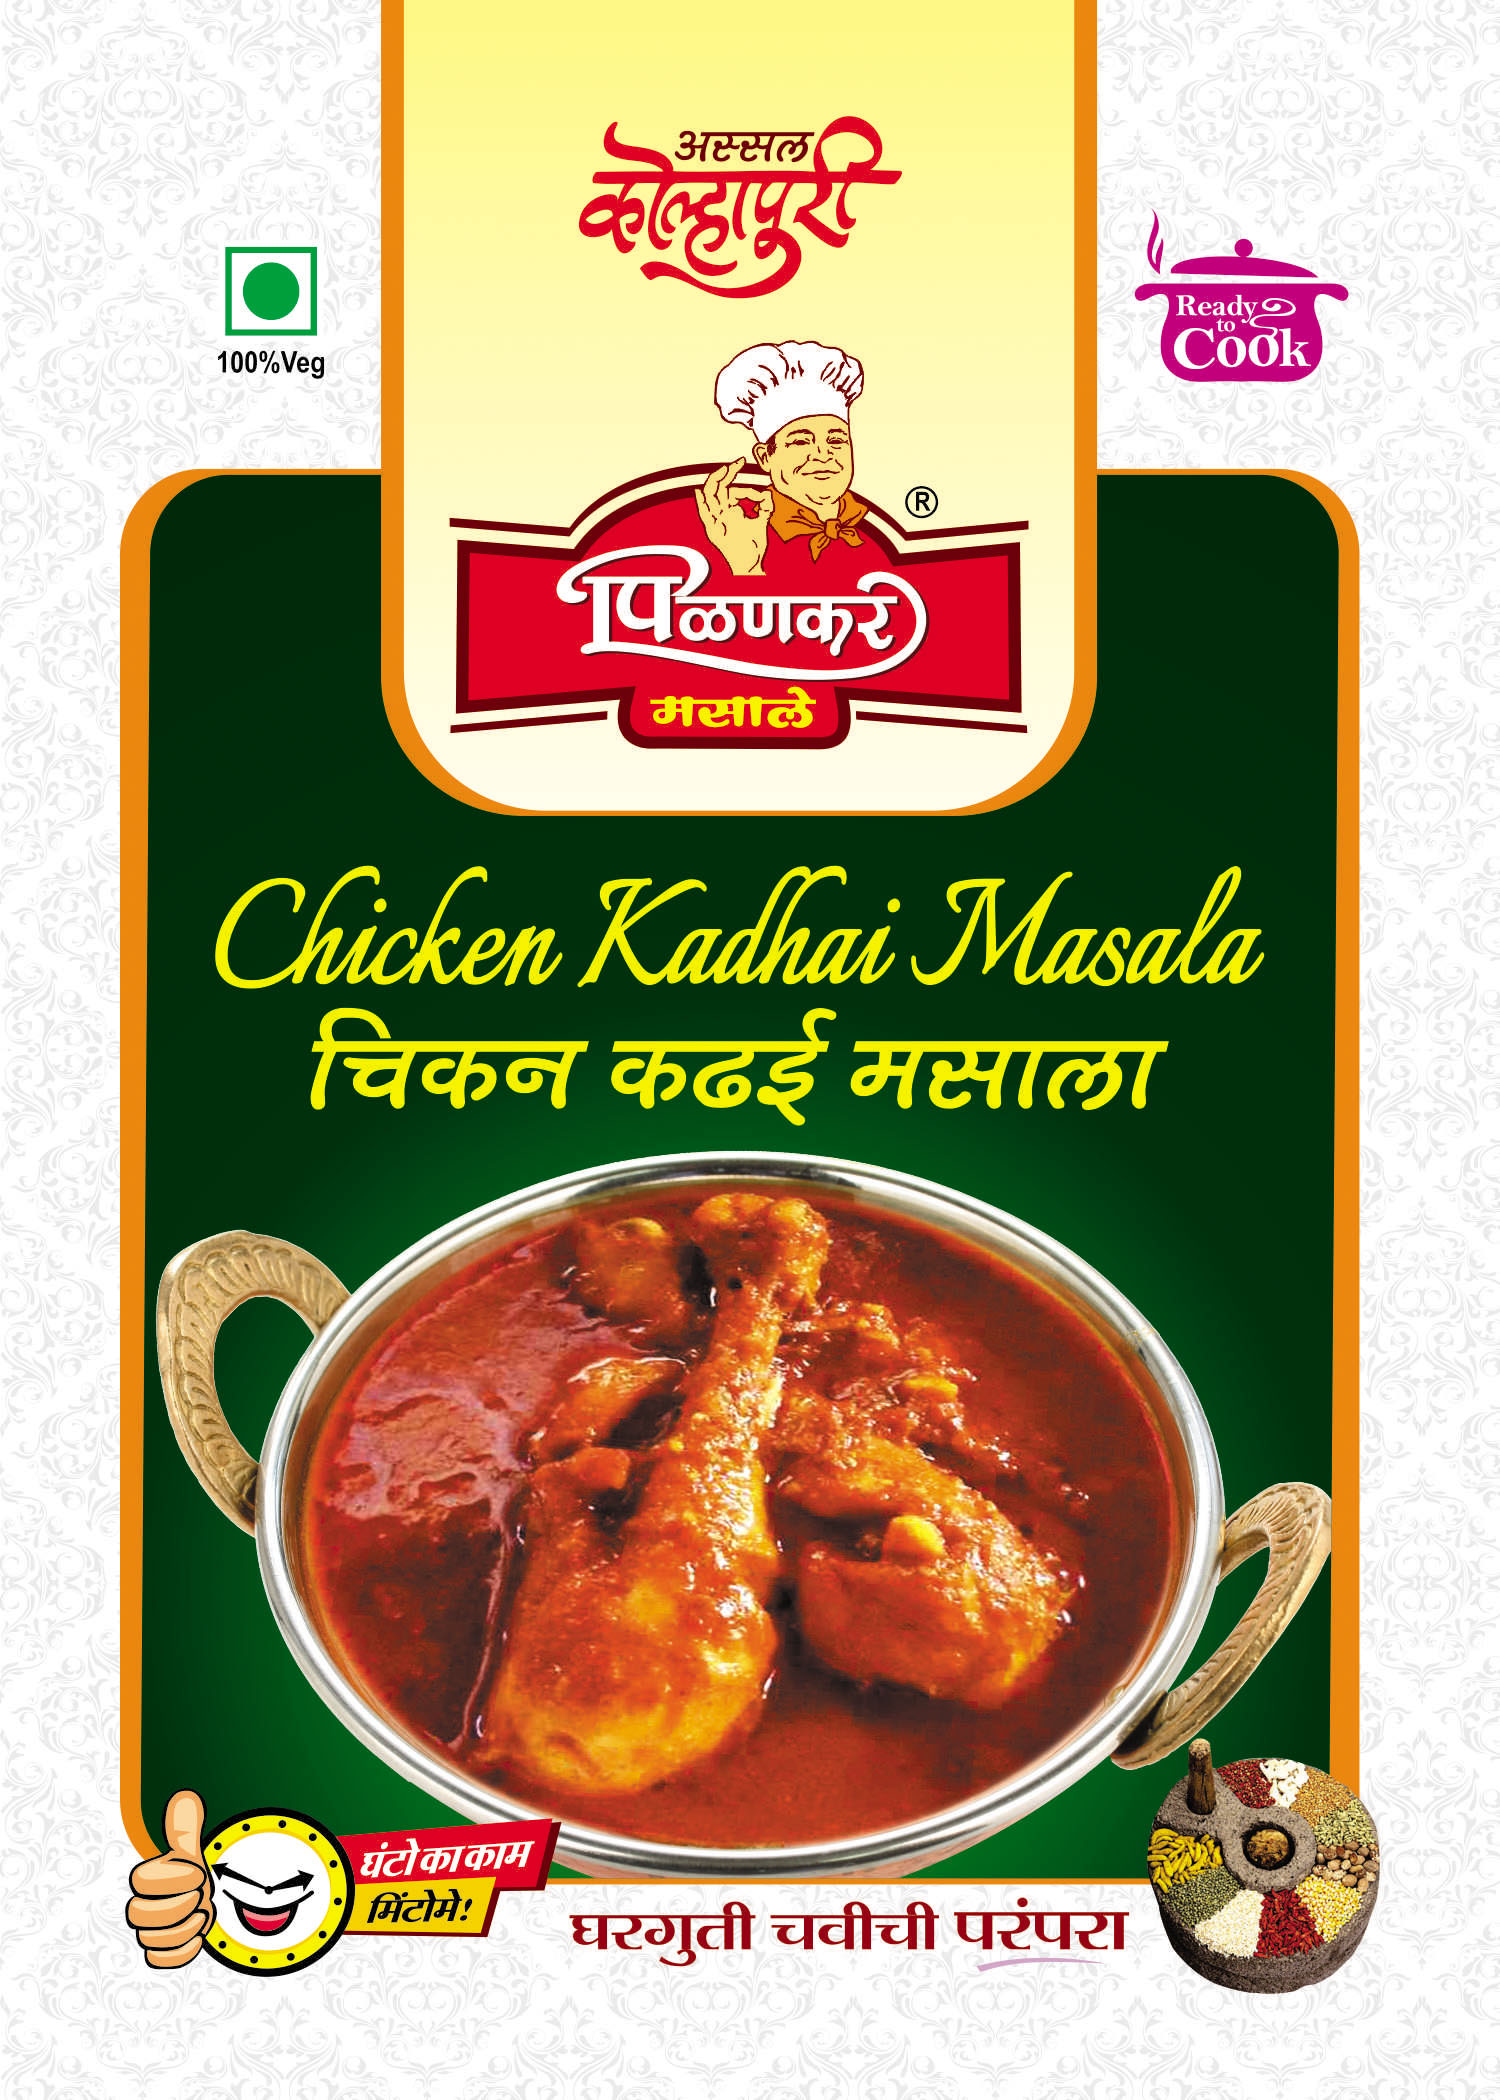 अस्सल
कोल्हापुरी
100%Veg
Ready
to
Cook
®
पिळणकर
मसाले
Chicken Kadhai Masala
चिकन कढई मसाला
घंटो का काम
मिंटोमे!
घरगुती चवीची परंपरा